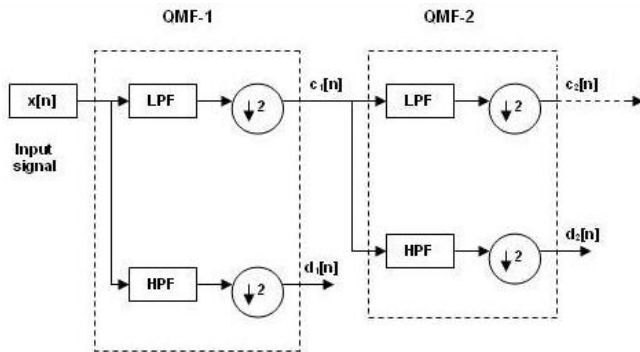 QMF-1
QMF-2
x[n]
LPF
↓2
c₁[n]
LPF
↓2
c₂[n]
Input
signal
HPF
↓2
d₁[n]
HPF
↓2
d₂[n]